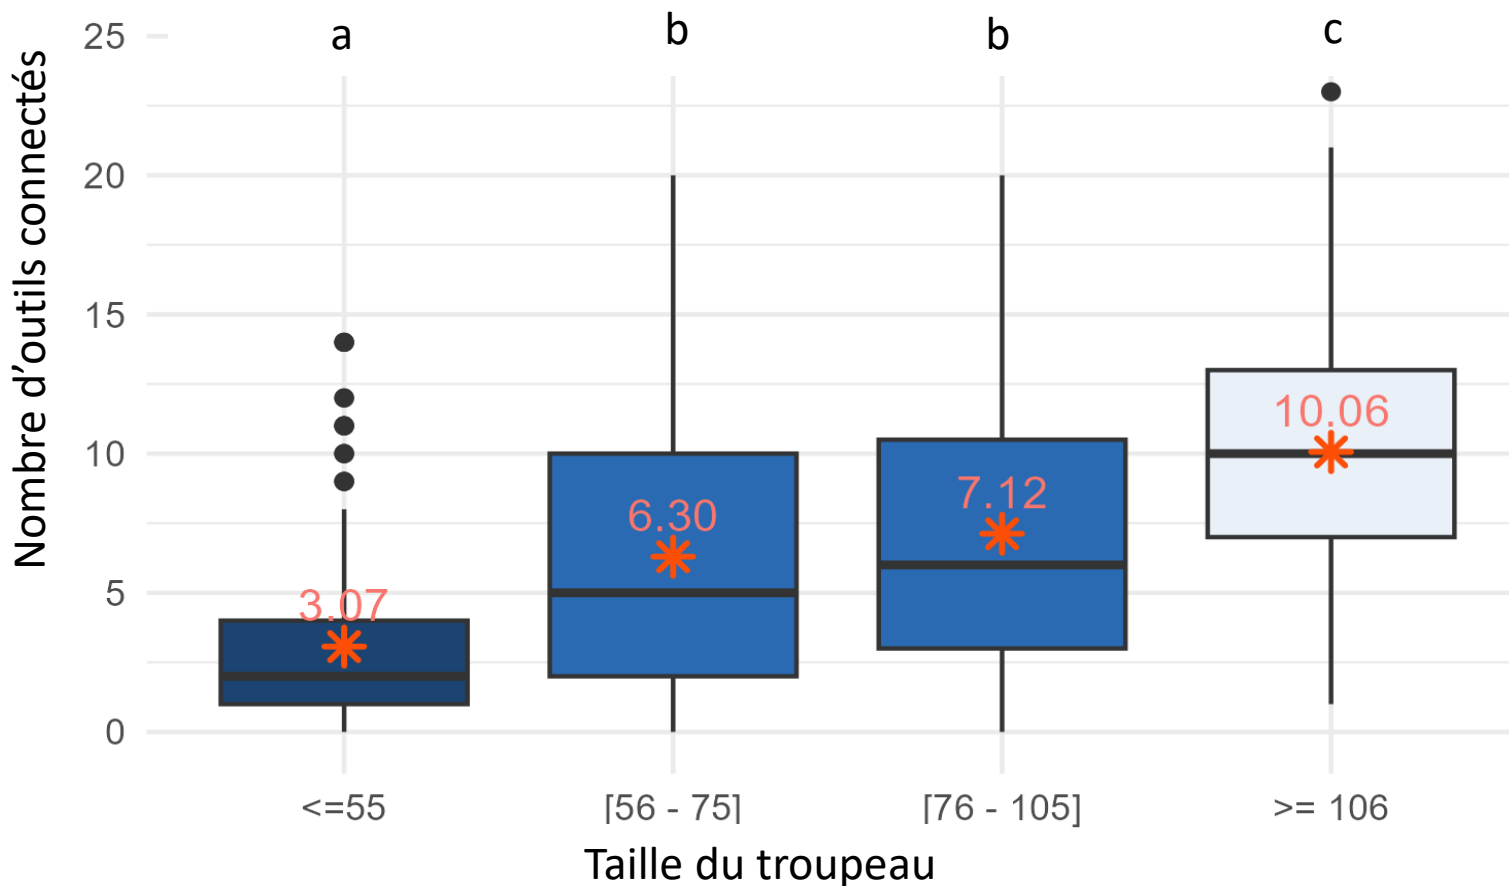 Nombre d'outils connectés
25
20
15
10
5
0
a
b
b
c
3.07
6.30
7.12
10.06
<=55
[56 - 75]
[76 - 105]
>= 106
Taille du troupeau